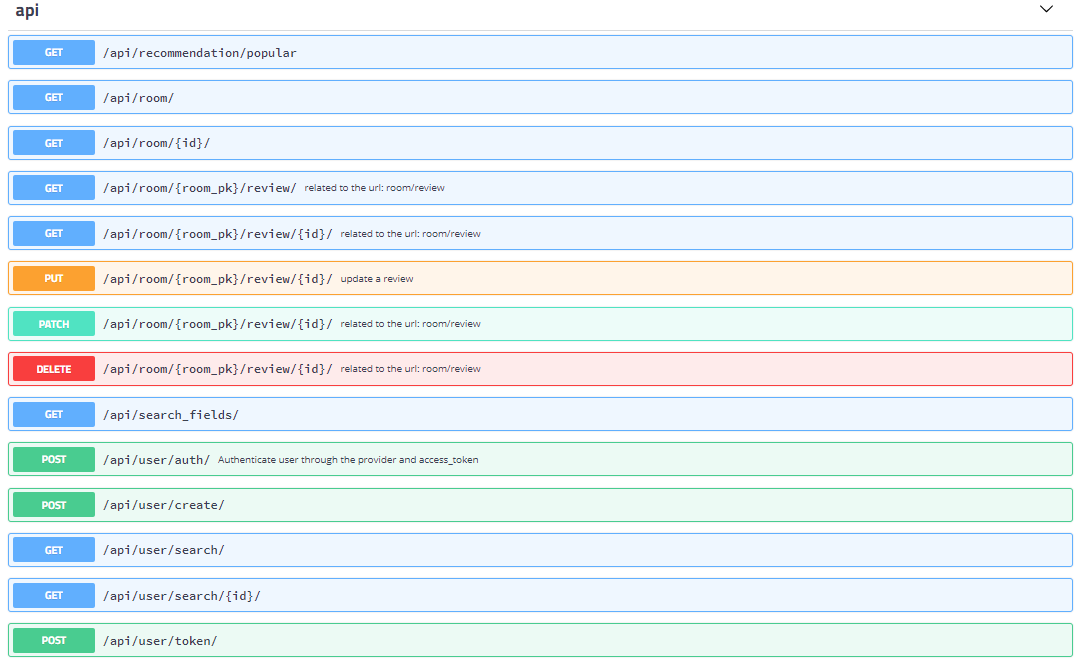 api
GET /api/recommendation/popular
GET /api/room/
GET /api/room/{id}/
GET /api/room/{room_pk}/review/ related to the url: room/review
GET /api/room/{room_pk}/review/{id}/ related to the url: room/review
PUT /api/room/{room_pk}/review/{id}/ update a review
PATCH /api/room/{room_pk}/review/{id}/ related to the url: room/review
DELETE /api/room/{room_pk}/review/{id}/ related to the url: room/review
GET /api/search_fields/
POST /api/user/auth/ Authenticate user through the provider and access_token
POST /api/user/create/
GET /api/user/search/
GET /api/user/search/{id}/
POST /api/user/token/